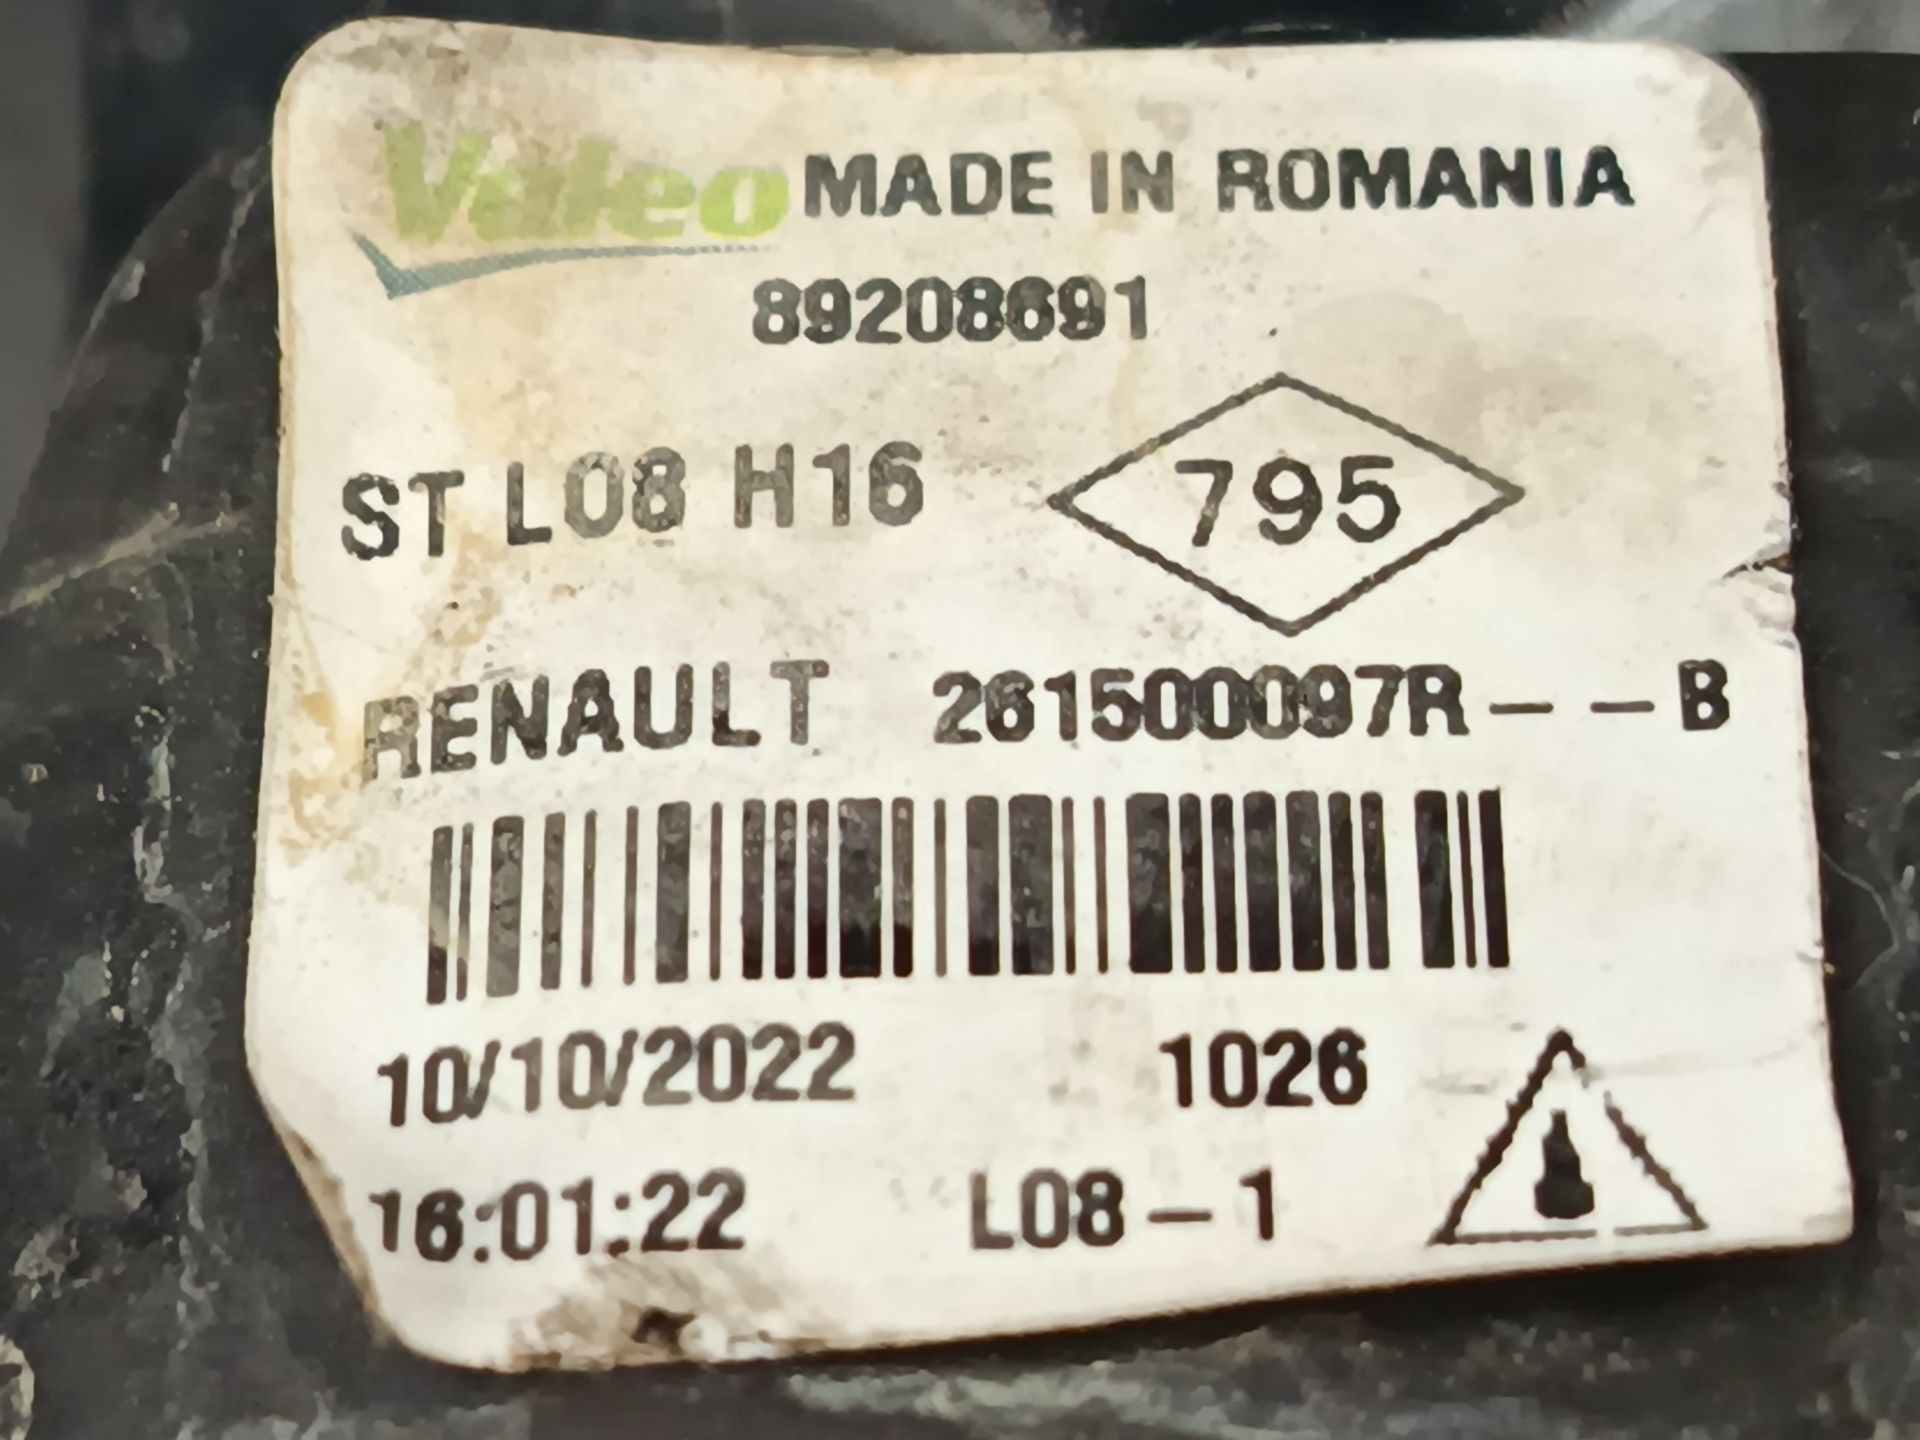 Valeo MADE IN ROMANIA
89208691
ST L08 H16
795
RENAULT 261500097R--B
10/10/2022 1026
16:01:22 L08-1